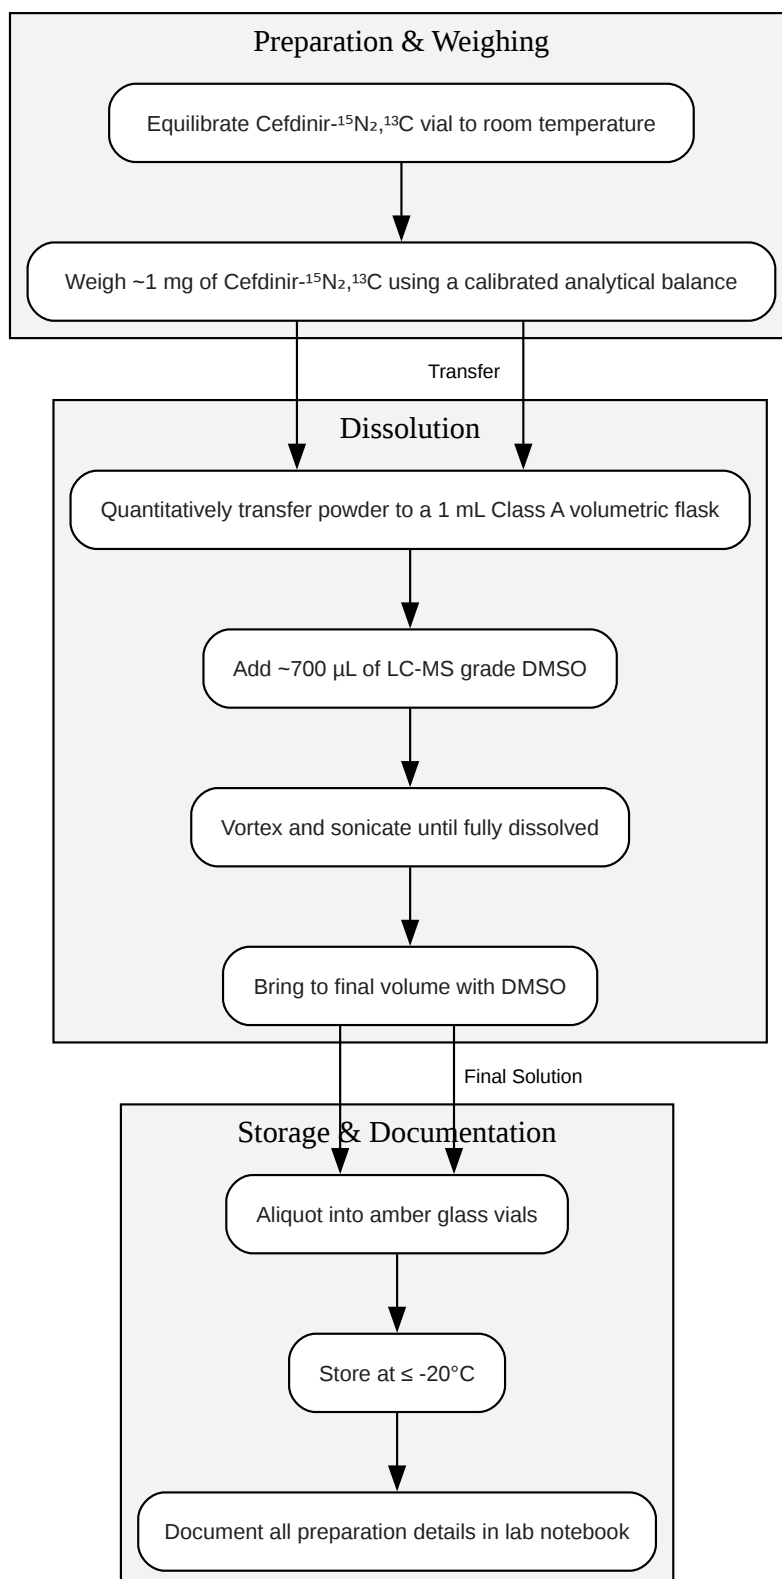 Preparation & Weighing
Equilibrate Cefdinir-¹⁵N₂,¹³C vial to room temperature
Weigh ~1 mg of Cefdinir-¹⁵N₂,¹³C using a calibrated analytical balance
Transfer
Dissolution
Quantitatively transfer powder to a 1 mL Class A volumetric flask
Add ~700 µL of LC-MS grade DMSO
Vortex and sonicate until fully dissolved
Bring to final volume with DMSO
Final Solution
Storage & Documentation
Aliquot into amber glass vials
Store at ≤ -20°C
Document all preparation details in lab notebook